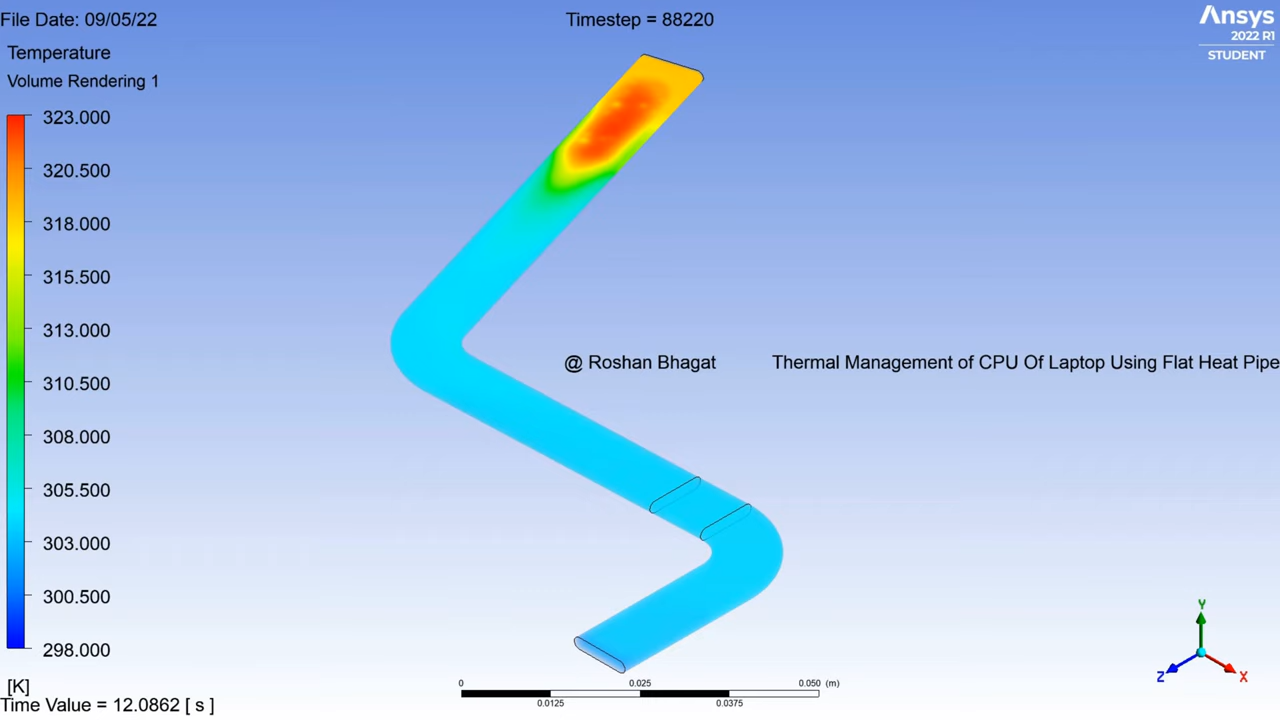 File Date: 09/05/22
Timestep = 88220
Ansys
2022 R1
STUDENT
Temperature
Volume Rendering 1
323.000
320.500
318.000
315.500
313.000
310.500
308.000
305.500
303.000
300.500
298.000
[K]
Time Value = 12.0862 [ s ]
@ Roshan Bhagat
Thermal Management of CPU Of Laptop Using Flat Heat Pipe
0 0.025 0.050 (m)
0.0125 0.0375
Y
Z X